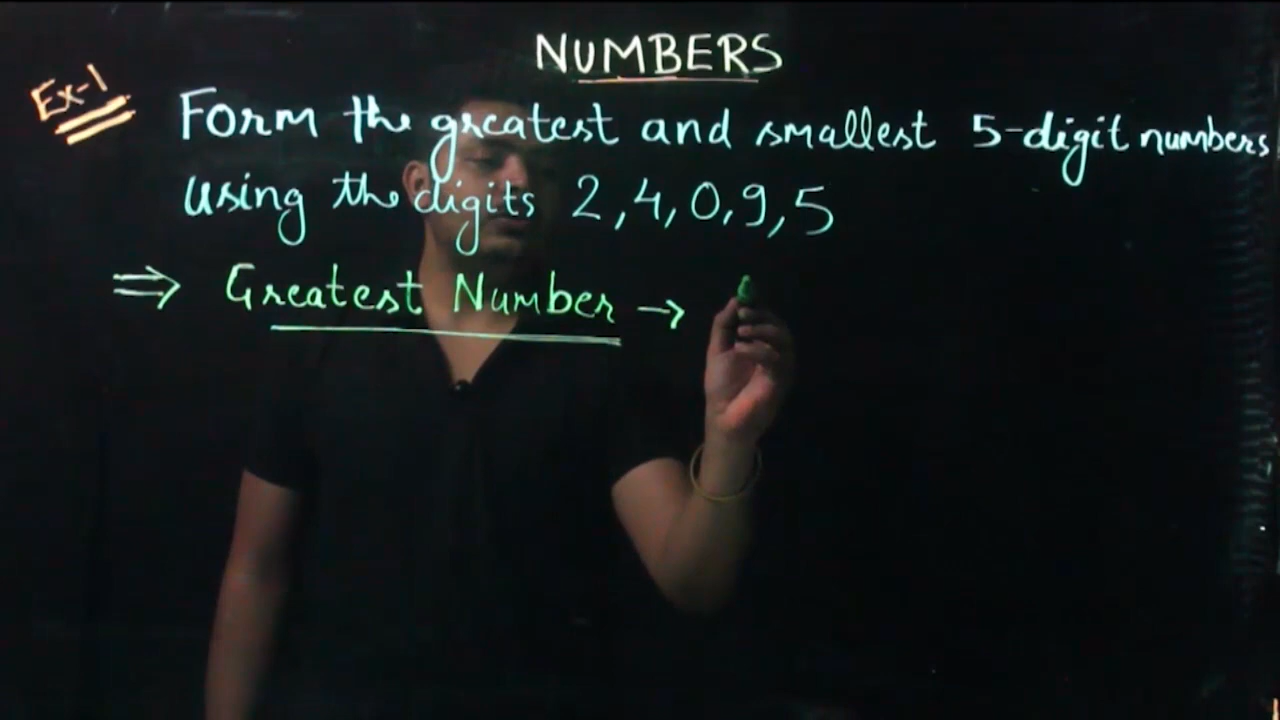 NUMBERS
Ex-1
Form the greatest and smallest 5-digit numbers
using the digits 2,4,0,9,5
⇒ Greatest Number →